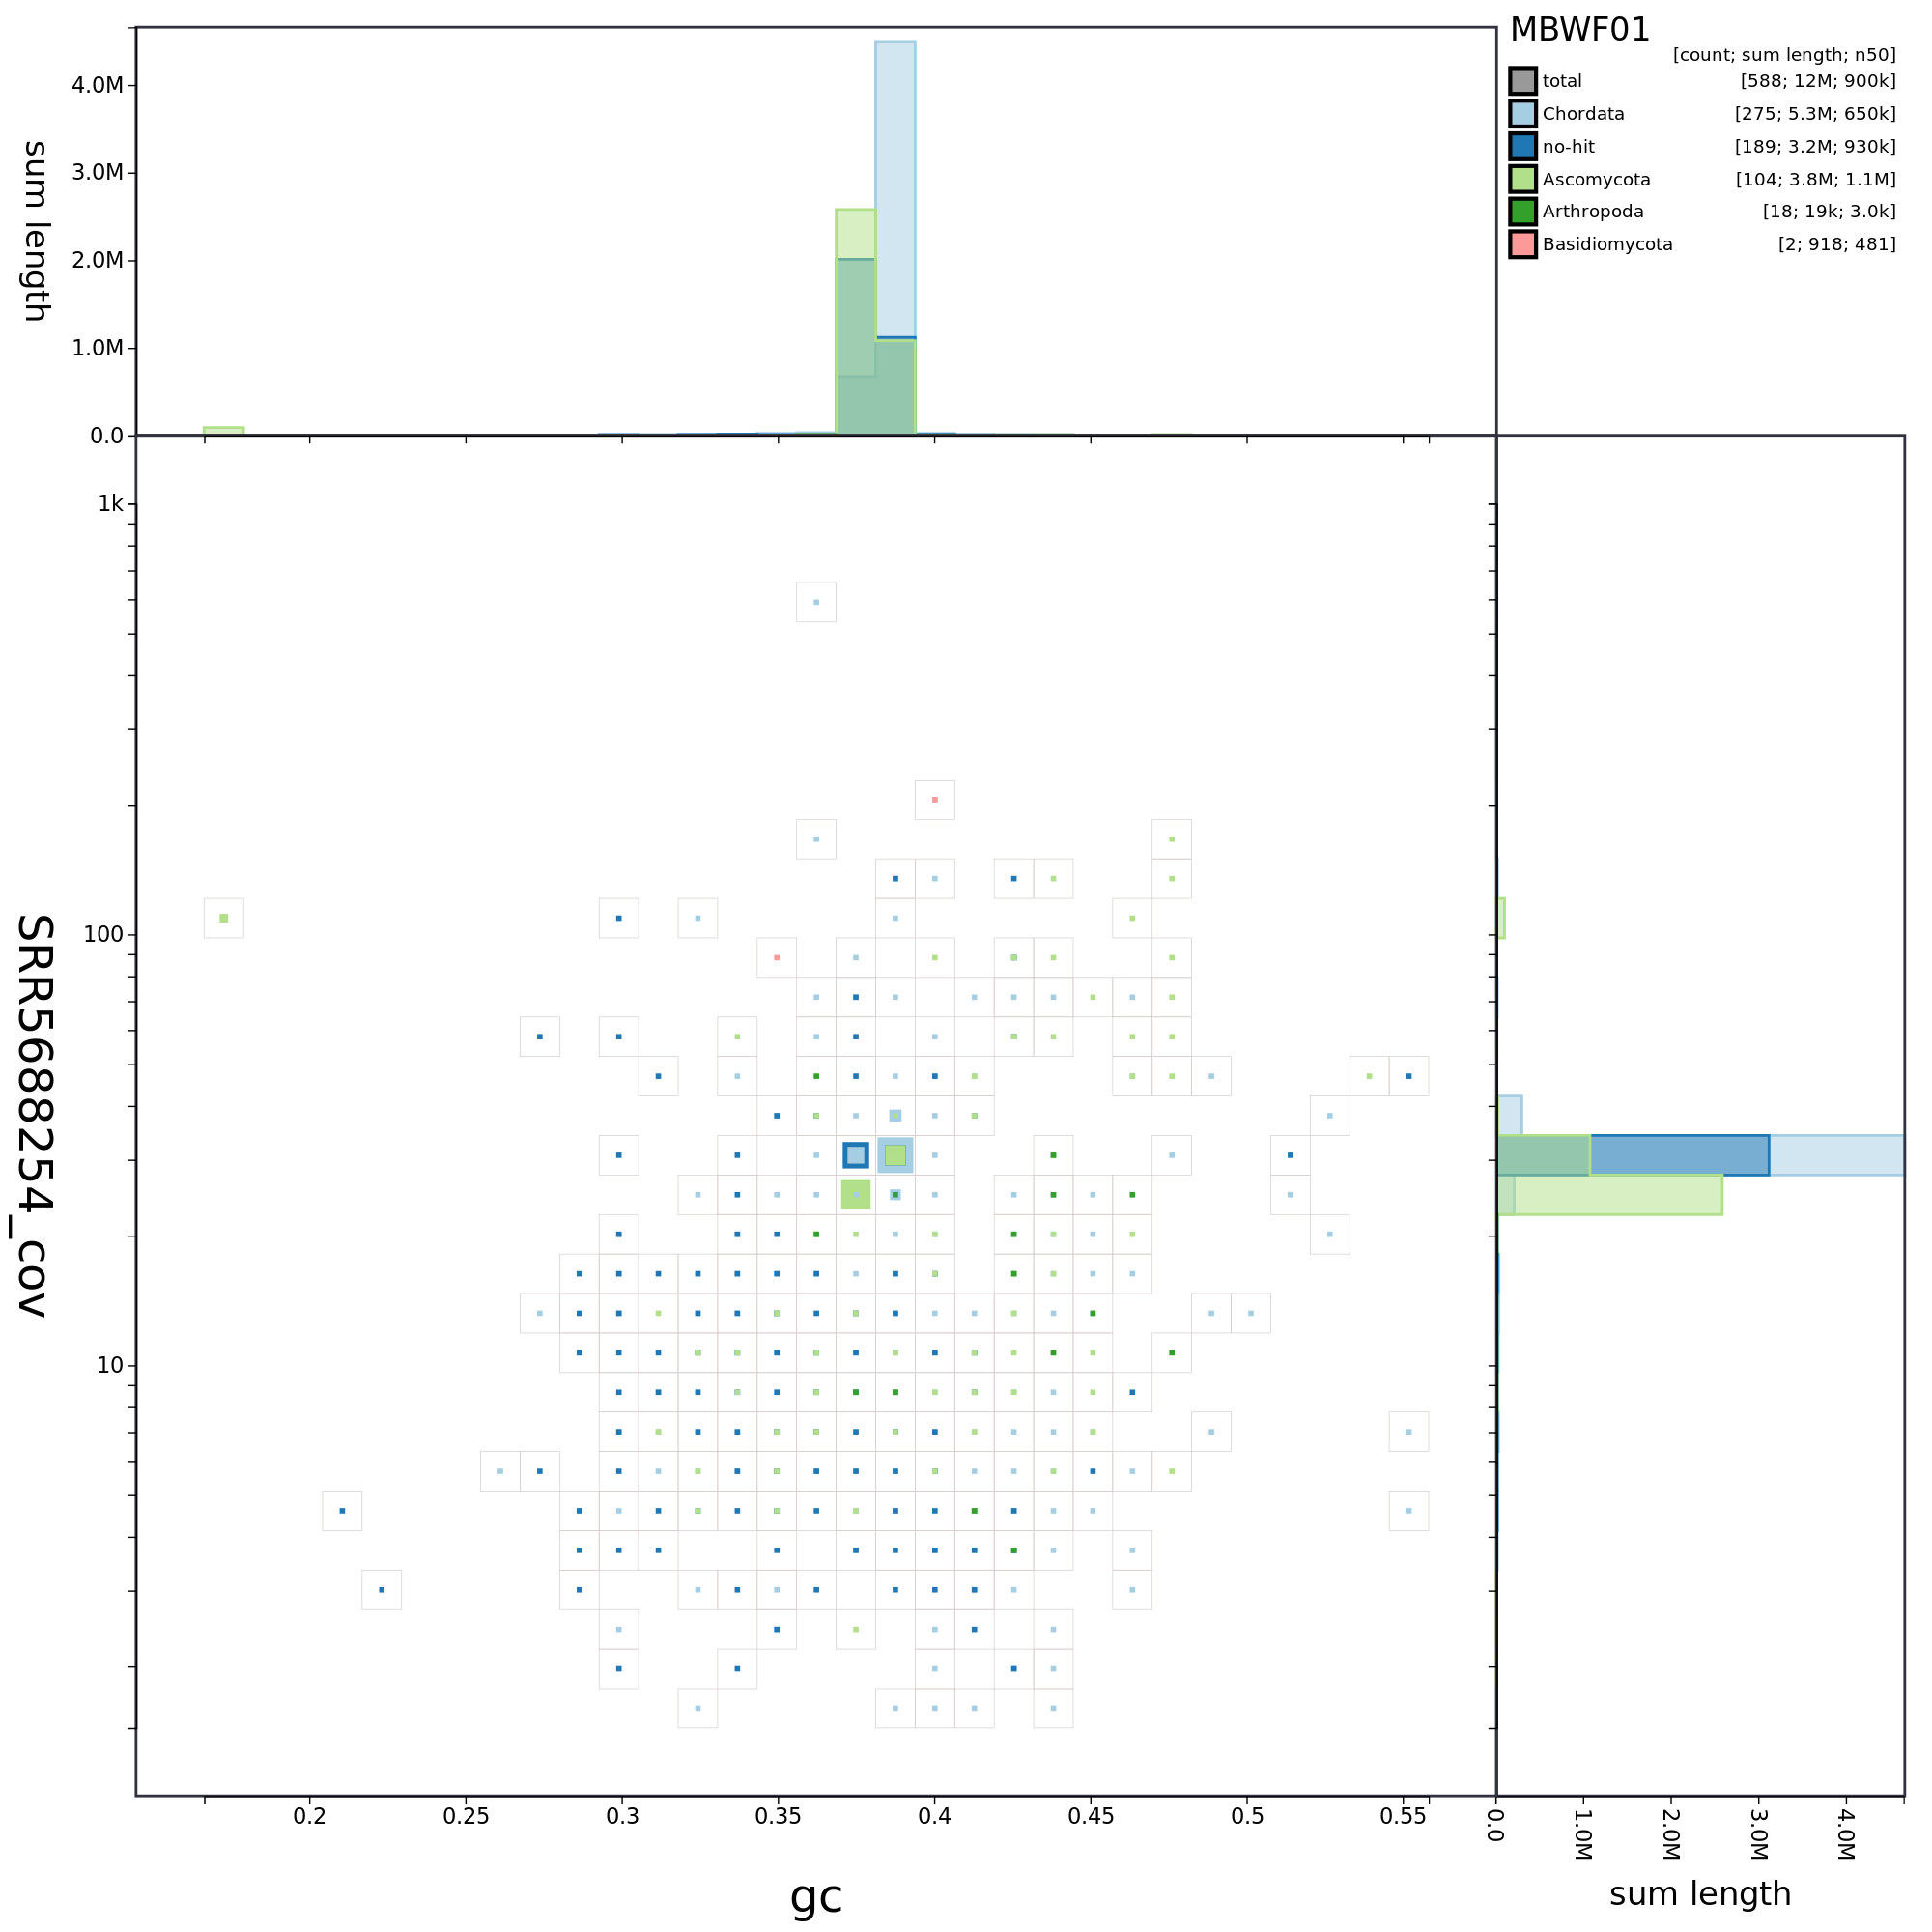 MBWF01
[count; sum length; n50]
total [588; 12M; 900k]
Chordata [275; 5.3M; 650k]
no-hit [189; 3.2M; 930k]
Ascomycota [104; 3.8M; 1.1M]
Arthropoda [18; 19k; 3.0k]
Basidiomycota [2; 918; 481]
sum length
4.0M
3.0M
2.0M
1.0M
0.0
SRR5688254_cov
1k
100
10
0.2 0.25 0.3 0.35 0.4 0.45 0.5 0.55
gc
0.0 1.0M 2.0M 3.0M 4.0M
sum length